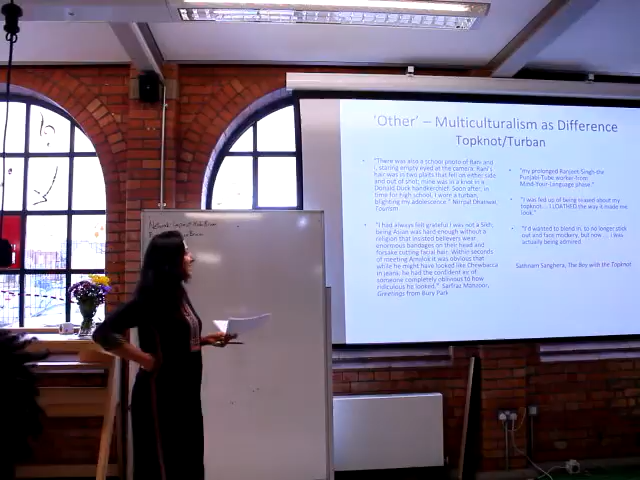 'Other' – Multiculturalism as Difference
Topknot/Turban
"There was also a school photo of Rani and
I, staring empty eyed at the camera: Rani's
hair was in two plaits that fell on either side
and out of shot; mine was in a knot in a
Donald Duck handkerchief. Soon after, in
time for high school, I wore a turban,
blighting my adolescence." Nirpal Dhaliwal,
Tourism
"I had always felt grateful I was not a Sikh;
being Asian was hard enough without a
religion that insisted believers wear
enormous bandages on their head and
forsake cutting facial hair. Within seconds
of meeting Amolak it was obvious that
while he might have looked like Chewbacca
in jeans, he had the confident air of
someone completely oblivious to how
ridiculous he looked." Sarfraz Manzoor,
Greetings from Bury Park
"my prolonged Ranjeet-Singh-the
Punjabi-Tube-worker-from
Mind-Your-Language phase."
"I was fed up of being teased about my
topknot... I LOATHED the way it made me
look."
"I'd wanted to blend in, to no longer stick
out and face mockery, but now ... I was
actually being admired
Sathnam Sanghera, The Boy with the Topknot
Network: